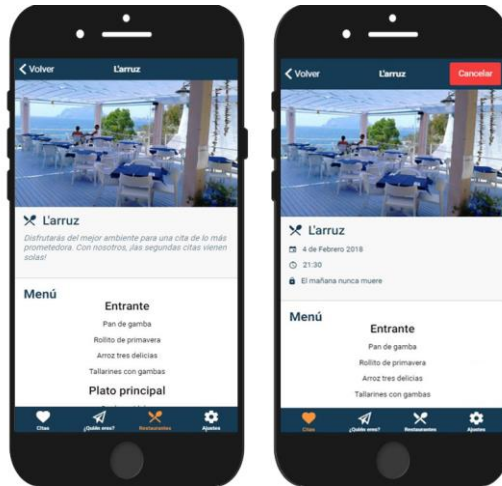 Volver
L'arruz
L'arruz
Disfrutarás del mejor ambiente para una cita de lo más
prometedora. Con nosotros, ¡las segundas citas vienen
solas!
Menú
Entrante
Pan de gamba
Rollito de primavera
Arroz tres delicias
Tallarines con gambas
Plato principal
Citas
¿Quién eres?
Restaurantes
Ajustes
Volver
L'arruz
Cancelar
L'arruz
4 de Febrero 2018
21:30
El mañana nunca muere
Menú
Entrante
Pan de gamba
Rollito de primavera
Arroz tres delicias
Tallarines con gambas
Citas
¿Quién eres?
Restaurantes
Ajustes